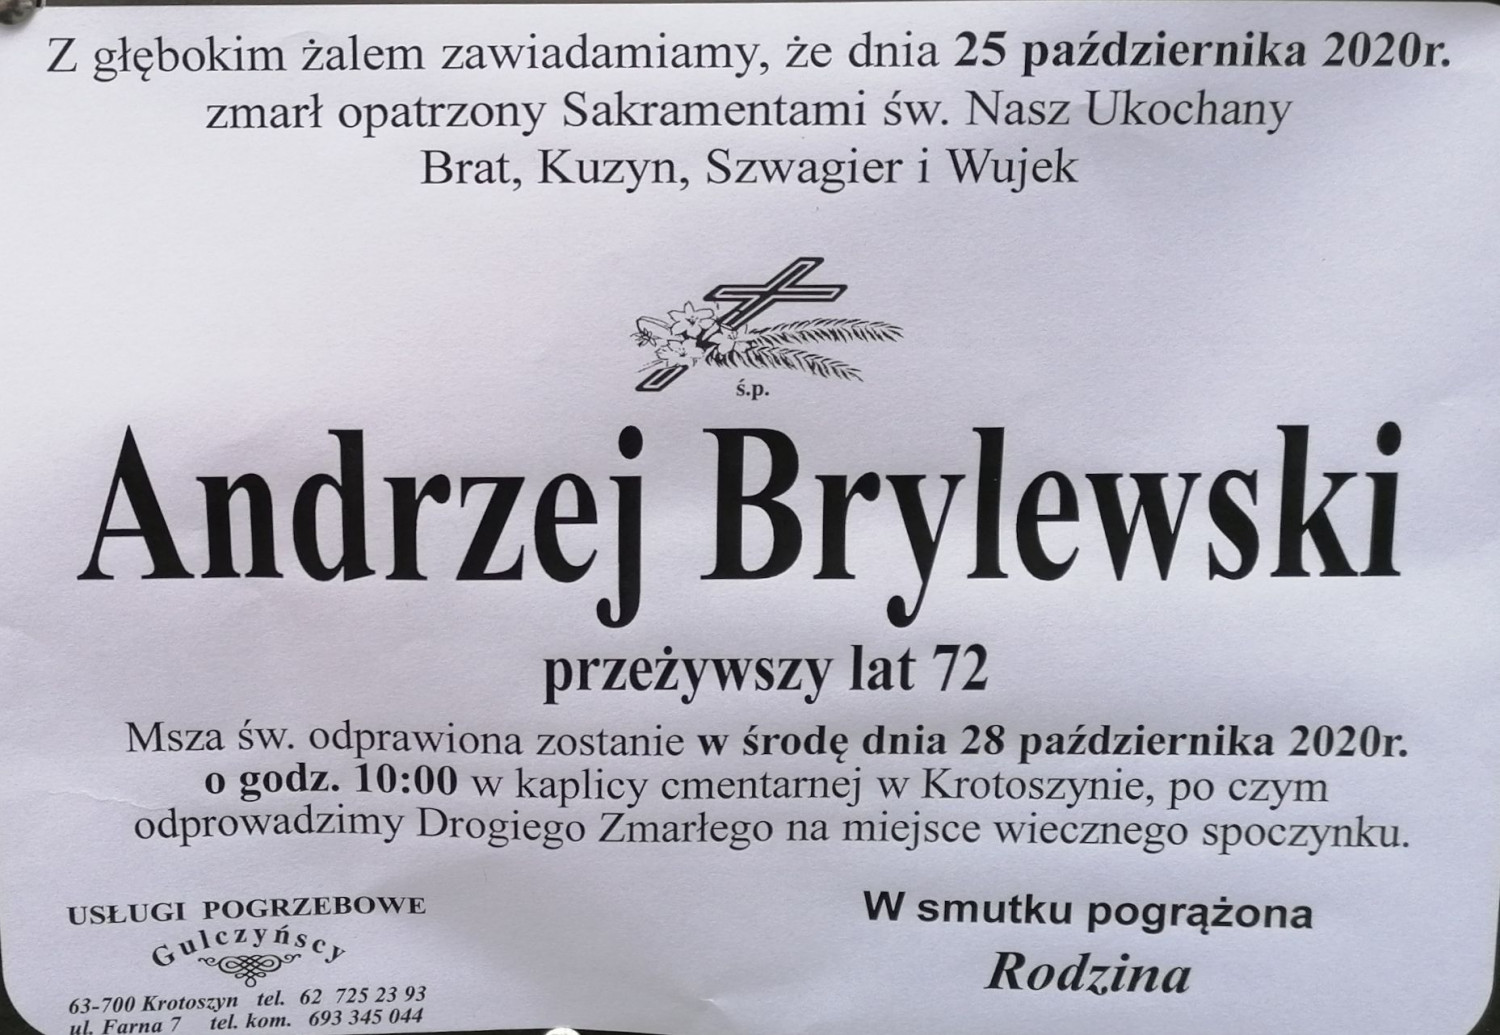 Z głębokim żalem zawiadamiamy, że dnia 25 października 2020r.
zmarł opatrzony Sakramentami św. Nasz Ukochany
Brat, Kuzyn, Szwagier i Wujek
ś.p.
Andrzej Brylewski
przeżywszy lat 72
Msza św. odprawiona zostanie w środę dnia 28 października 2020r.
o godz. 10:00 w kaplicy cmentarnej w Krotoszynie, po czym
odprowadzimy Drogiego Zmarłego na miejsce wiecznego spoczynku.
W smutku pogrążona
Rodzina
USŁUGI POGRZEBOWE
Gulczyńscy
63-700 Krotoszyn tel. 62 725 23 93
ul. Farna 7 tel. kom. 693 345 044